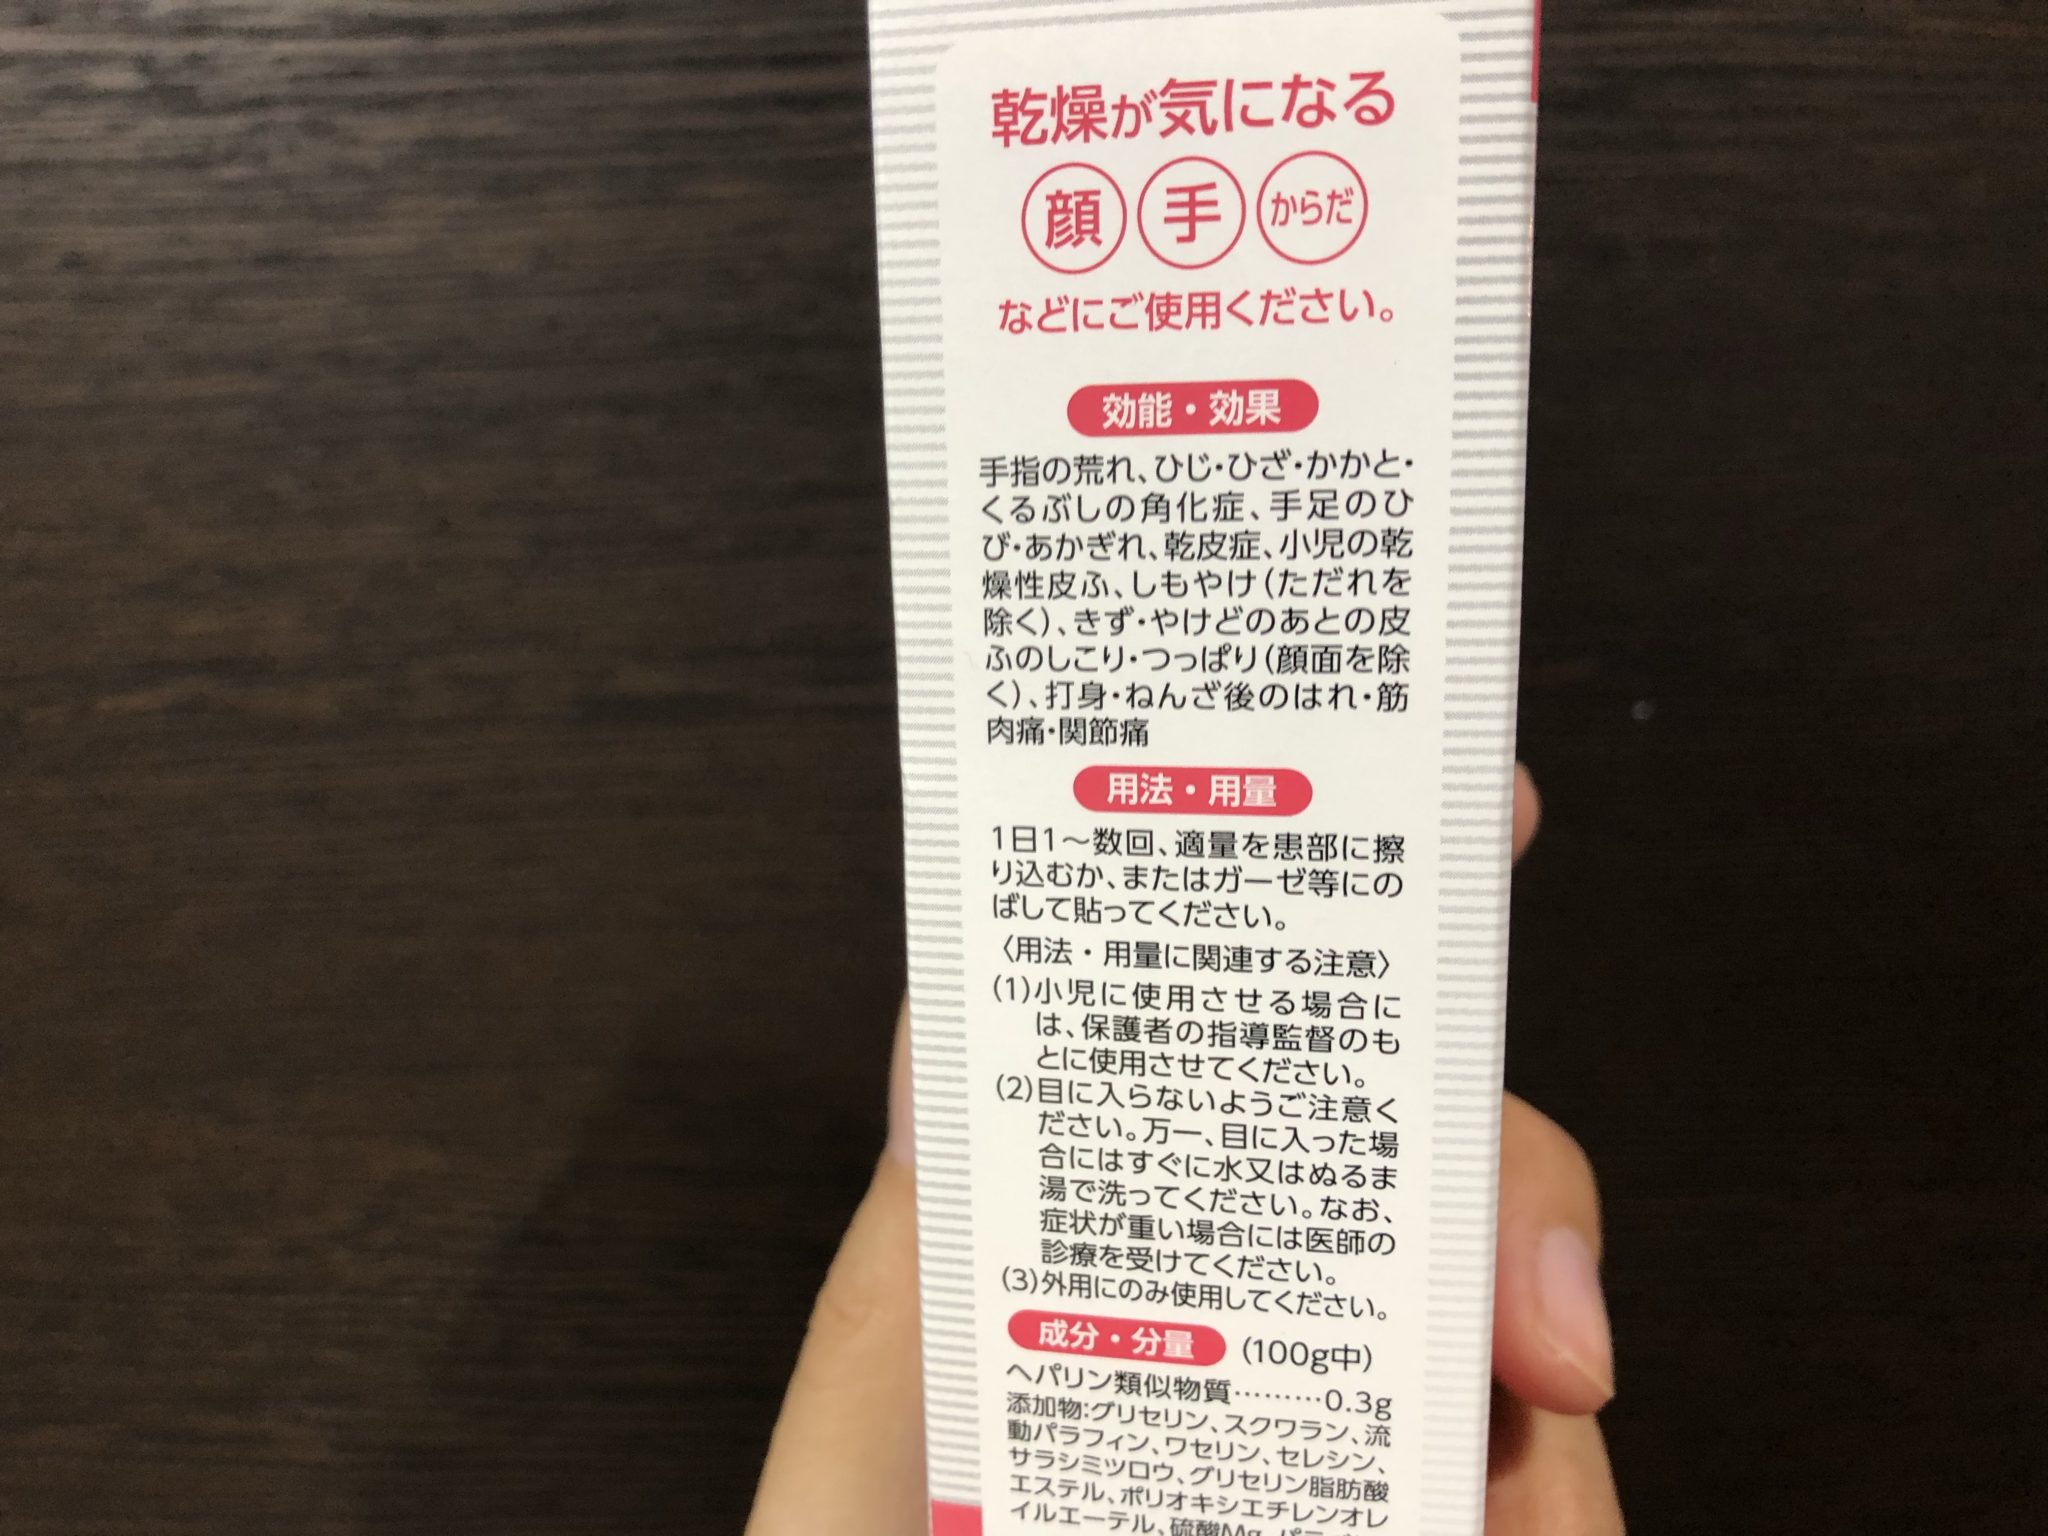 乾燥が気になる
顔 手 からだ
などにご使用ください。
効能・効果
手指の荒れ、ひじ・ひざ・かかと・
くるぶしの角化症、手足のひ
び・あかぎれ、乾皮症、小児の乾
燥性皮ふ、しもやけ(ただれを
除く)、きず・やけどのあとの皮
ふのしこり・つっぱり(顔面を除
く)、打身・ねんざ後のはれ・筋
肉痛・関節痛
用法・用量
1日1〜数回、適量を患部に擦
り込むか、またはガーゼ等にの
ばして貼ってください。
〈用法・用量に関連する注意〉
(1)小児に使用させる場合に
は、保護者の指導監督のも
とに使用させてください。
(2)目に入らないようご注意く
ださい。万一、目に入った場
合にはすぐに水又はぬるま
湯で洗ってください。なお、
症状が重い場合には医師の
診療を受けてください。
(3)外用にのみ使用してください。
成分・分量 (100g中)
ヘパリン類似物質………0.3g
添加物:グリセリン、スクワラン、流
動パラフィン、ワセリン、セレシン、
サラシミツロウ、グリセリン脂肪酸
エステル、ポリオキシエチレンオレ
イルエーテル、硫酸Mg、